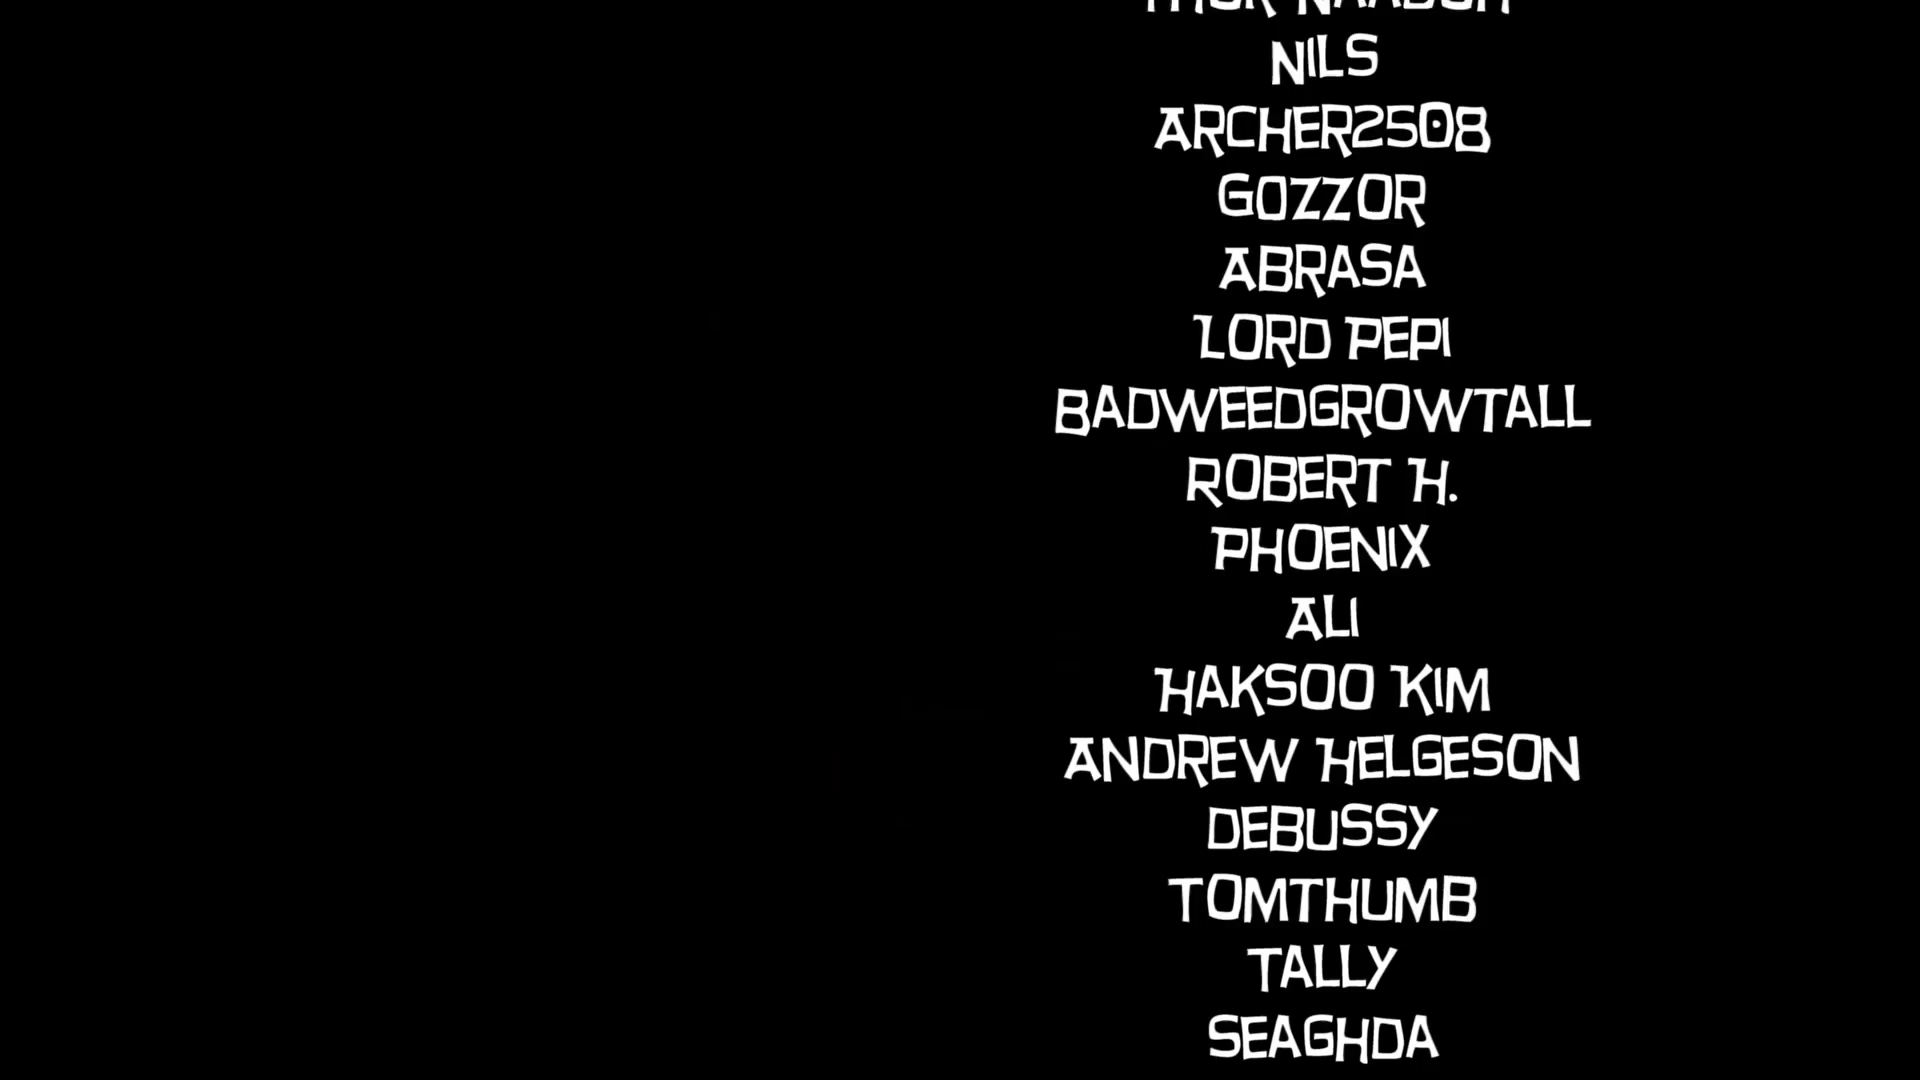 NILS
ARCHER2508
GOZZOR
ABRASA
LORD PEPI
BADWEEDGROWTALL
ROBERT H.
PHOENIX
ALI
HAKSOO KIM
ANDREW HELGESON
DEBUSSY
TOMTHUMB
TALLY
SEAGHDA